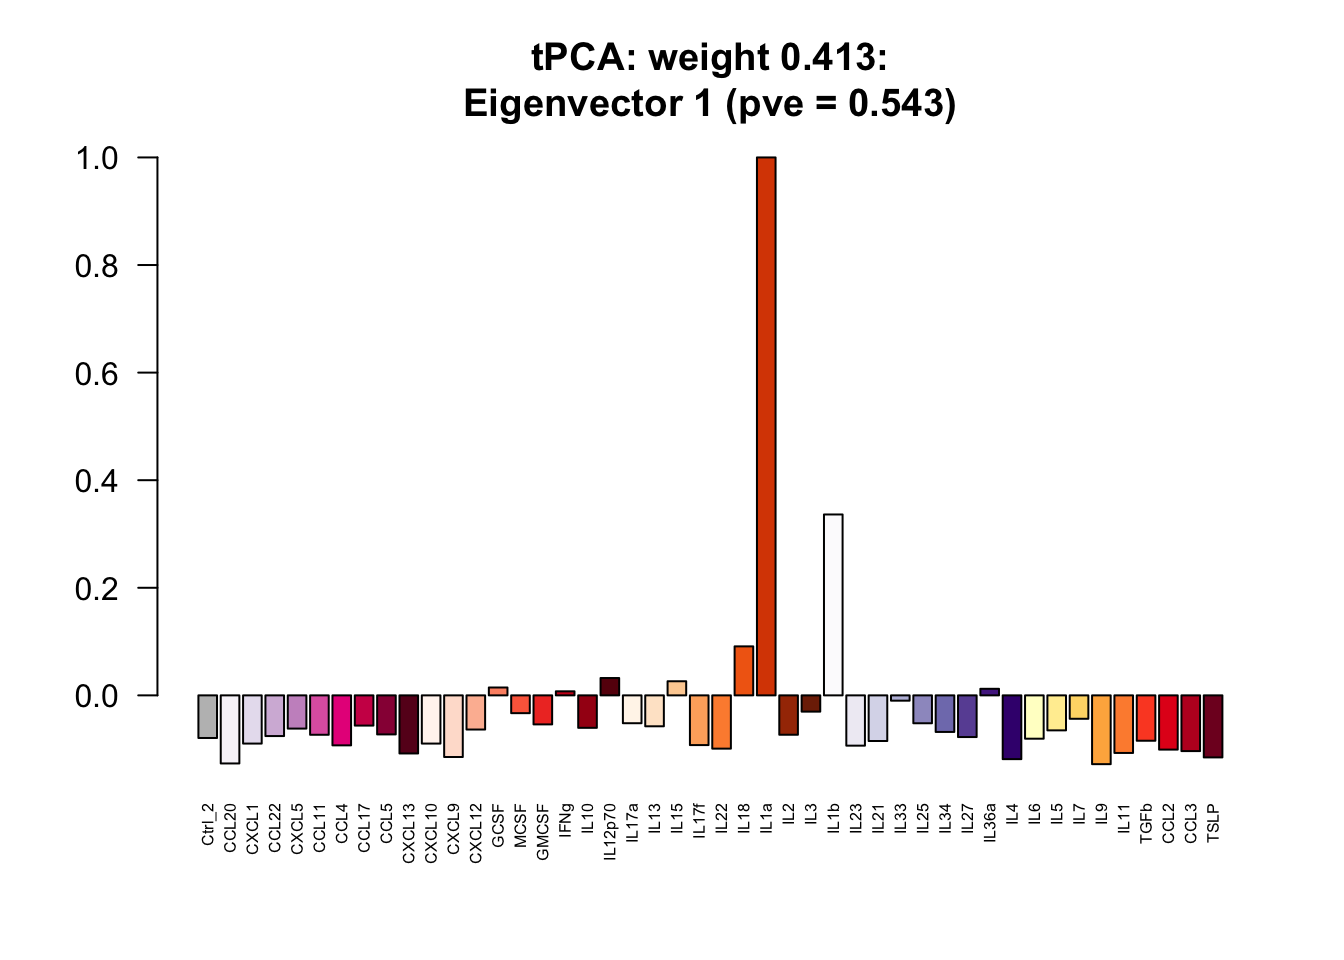 tPCA: weight 0.413:
Eigenvector 1 (pve = 0.543)
1.0
0.8
0.6
0.4
0.2
0.0
Ctrl_2
CCL20
CXCL1
CCL22
CXCL5
CCL11
CCL4
CCL17
CCL5
CXCL13
CXCL10
CXCL9
CXCL12
GCSF
MCSF
GMCSF
IFNg
IL10
IL12p70
IL17a
IL13
IL15
IL17f
IL22
IL18
IL1a
IL2
IL3
IL1b
IL23
IL21
IL33
IL25
IL34
IL27
IL36a
IL4
IL6
IL5
IL7
IL9
IL11
TGFb
CCL2
CCL3
TSLP